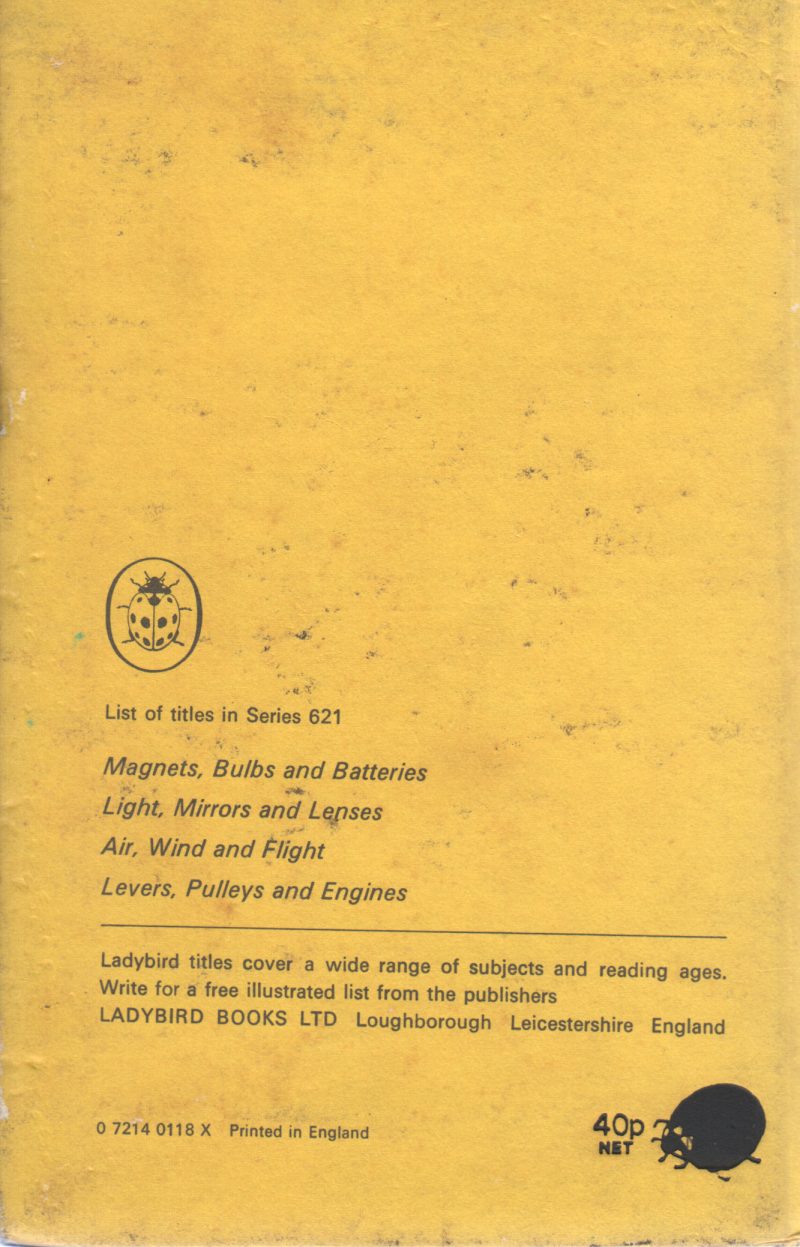 List of titles in Series 621
Magnets, Bulbs and Batteries
Light, Mirrors and Lenses
Air, Wind and Flight
Levers, Pulleys and Engines
Ladybird titles cover a wide range of subjects and reading ages.
Write for a free illustrated list from the publishers
LADYBIRD BOOKS LTD Loughborough Leicestershire England
0 7214 0118 X Printed in England
40p
NET